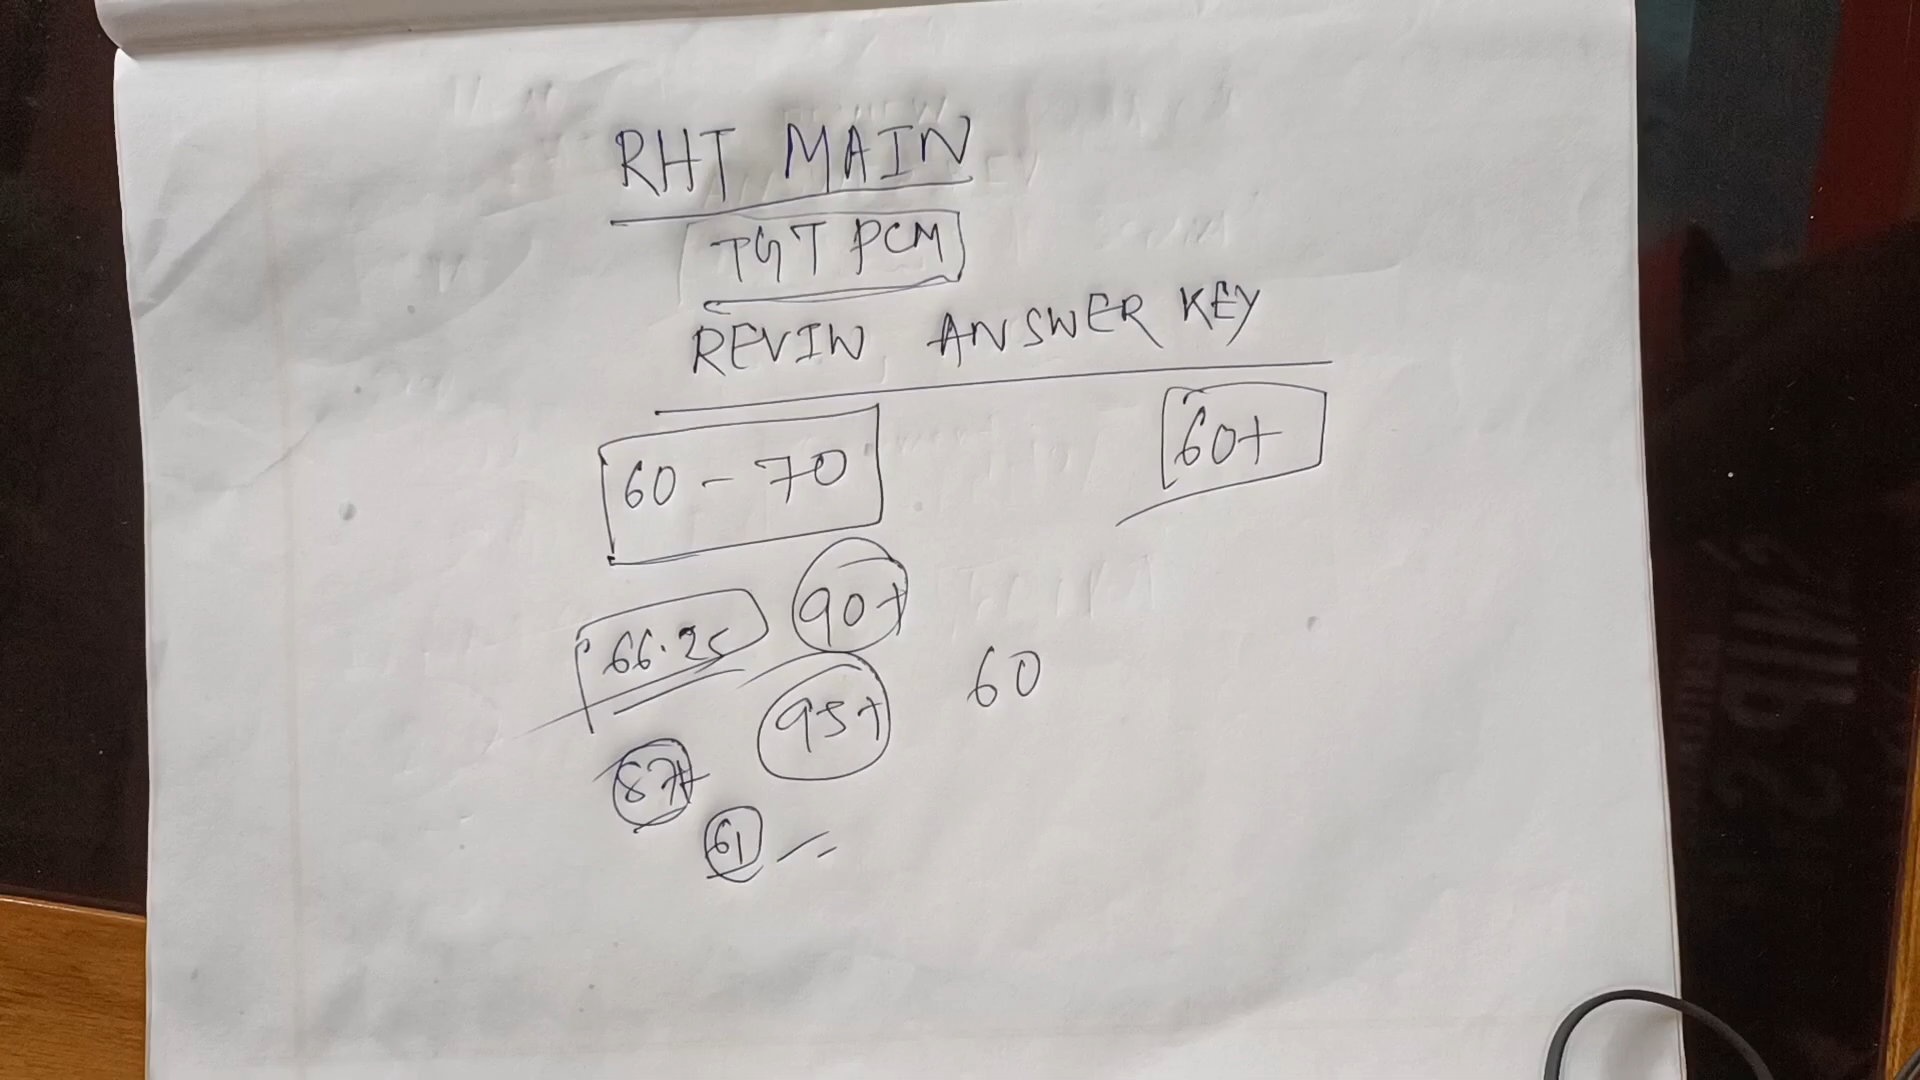 RHT MAIN
TGT PCM
REVIW ANSWER KEY
60 - 70 60+
66.25 90+
95+ 60
87+
61